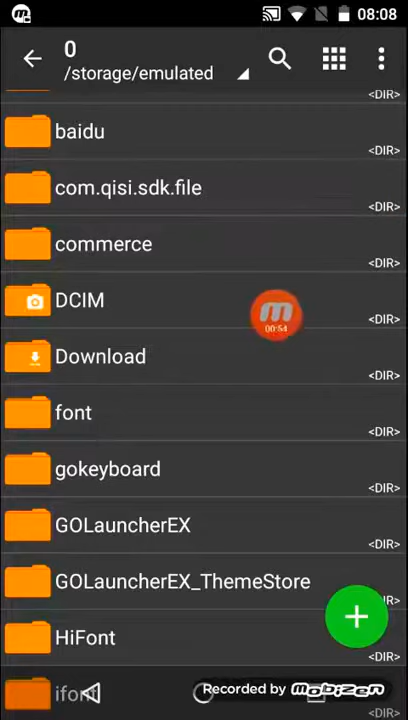 08:08
0
/storage/emulated
<DIR>
baidu
<DIR>
com.qisi.sdk.file
<DIR>
commerce
<DIR>
DCIM
<DIR>
00:54
Download
<DIR>
font
<DIR>
gokeyboard
<DIR>
GOLauncherEX
<DIR>
GOLauncherEX_ThemeStore
HiFont
<DIR>
ifont
Recorded by mobizen